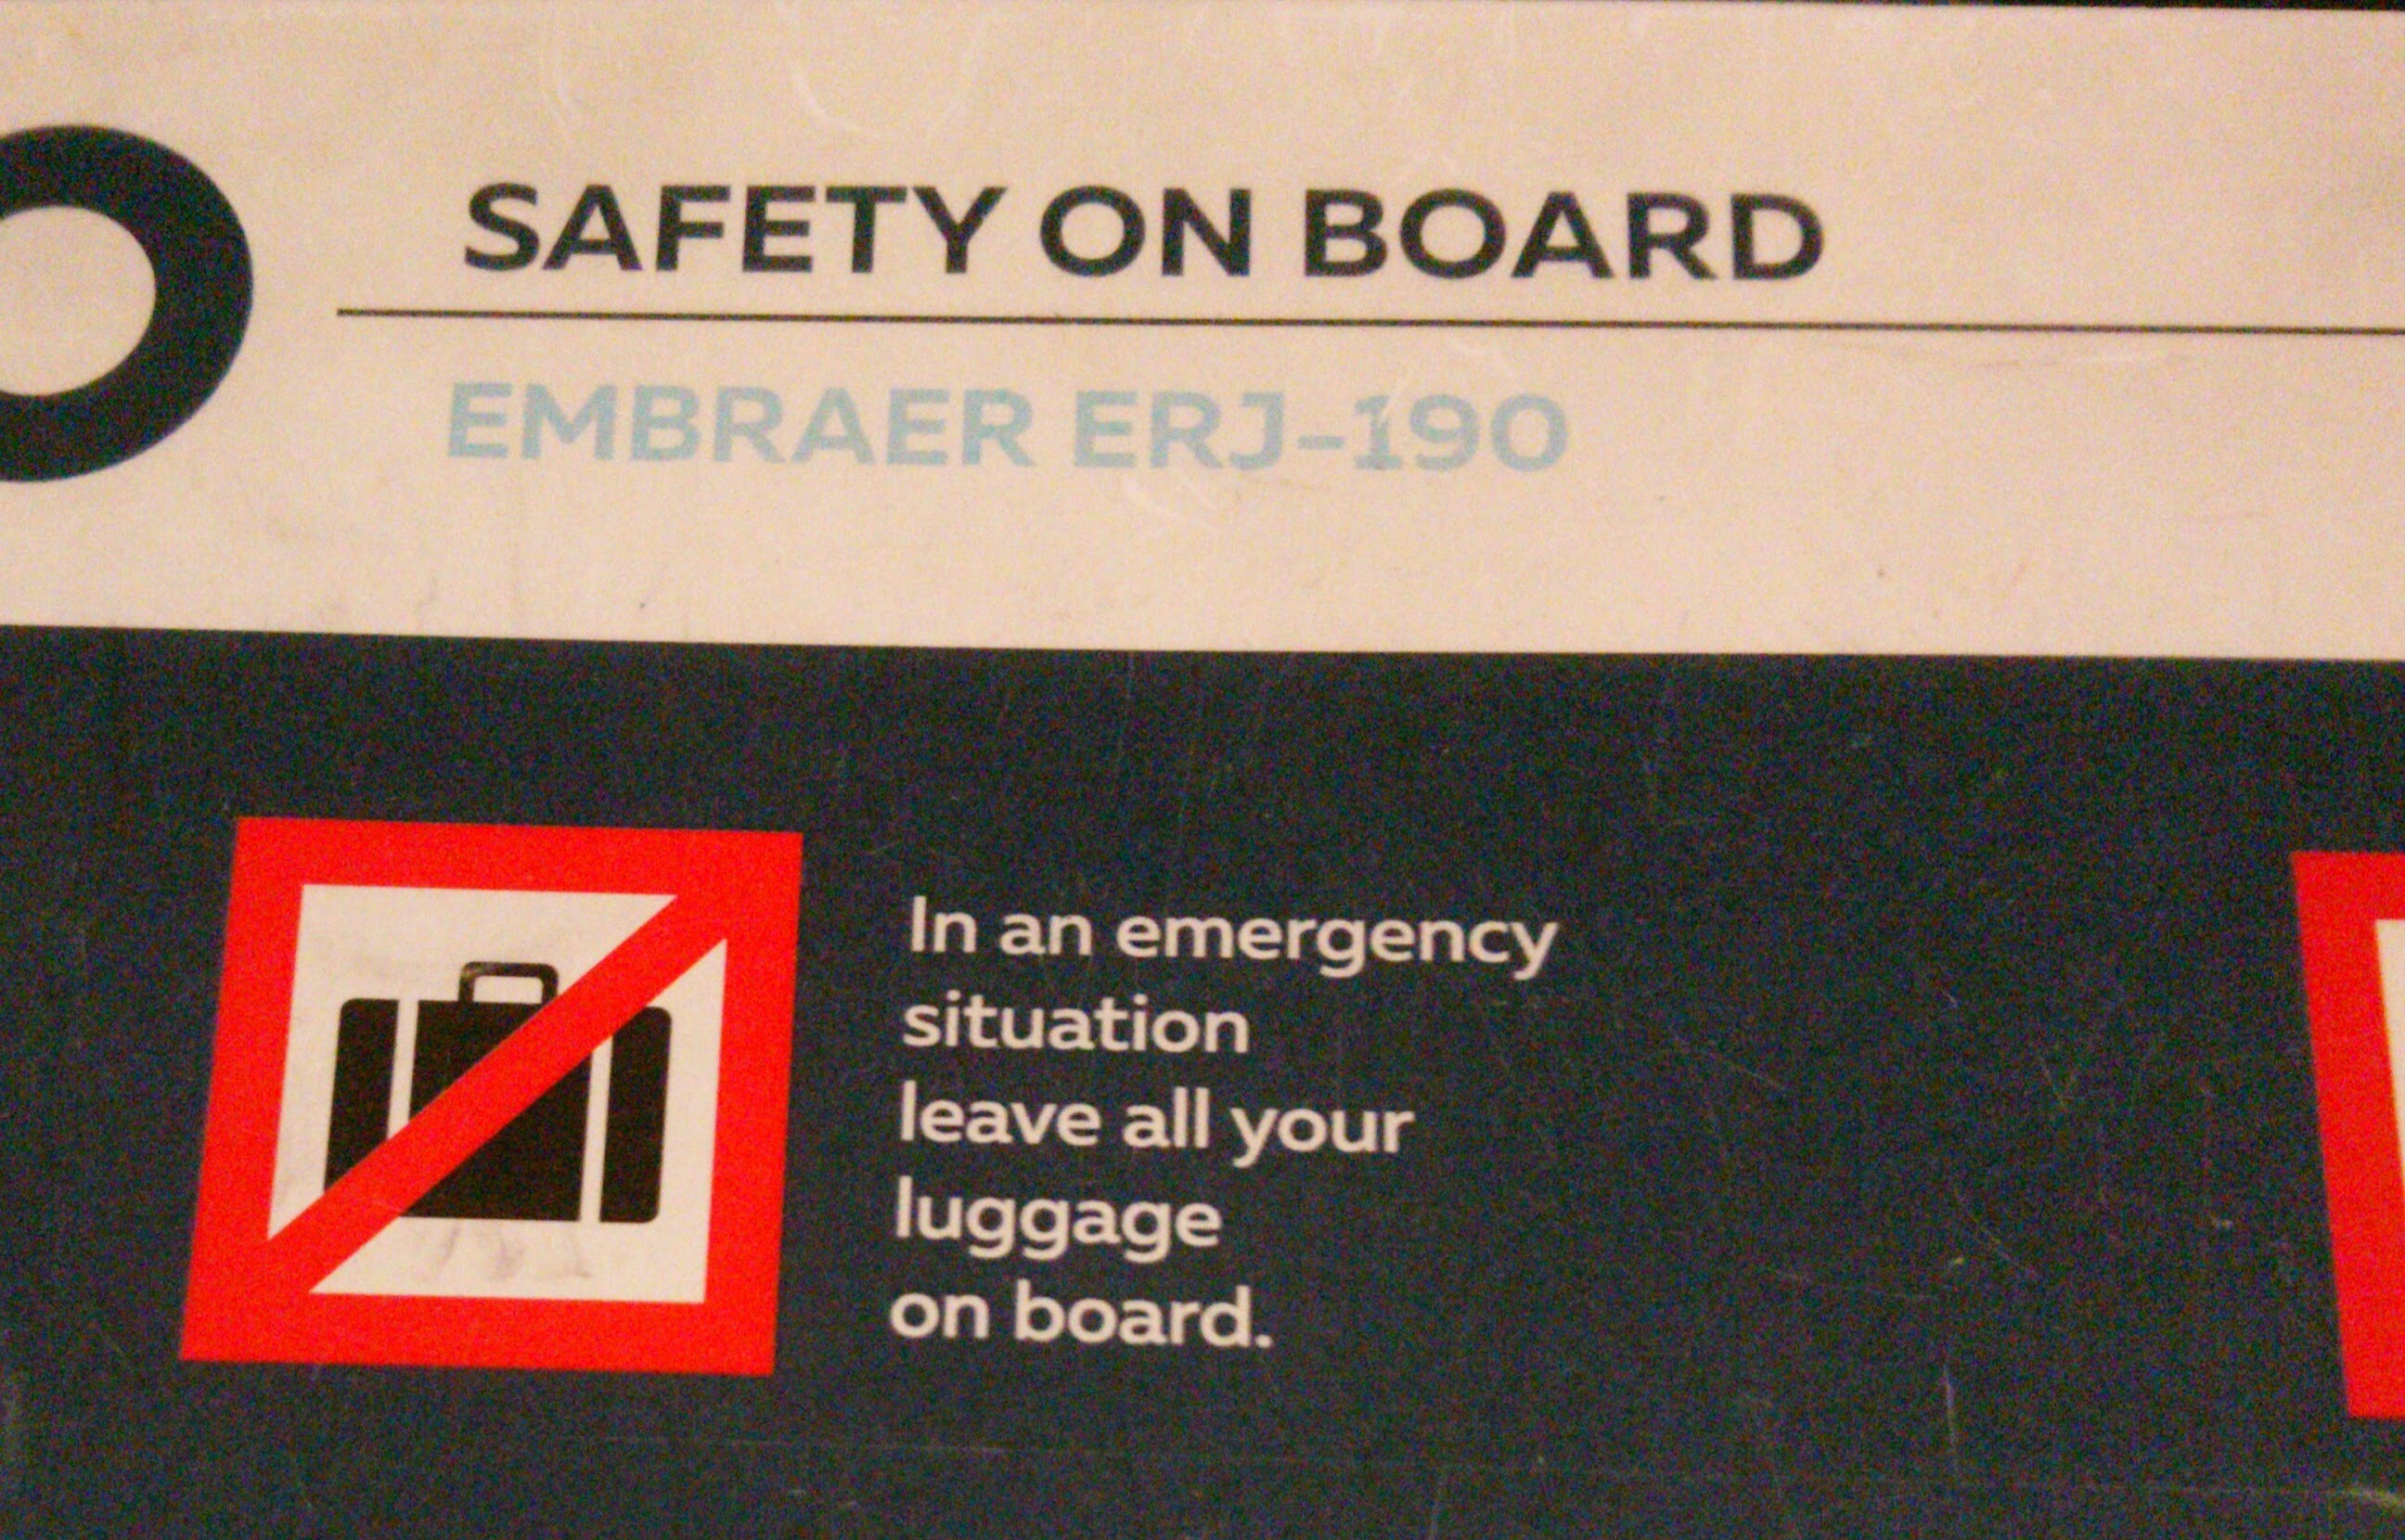 SAFETY ON BOARD
EMBRAER ERJ-190
In an emergency
situation
leave all your
luggage
on board.